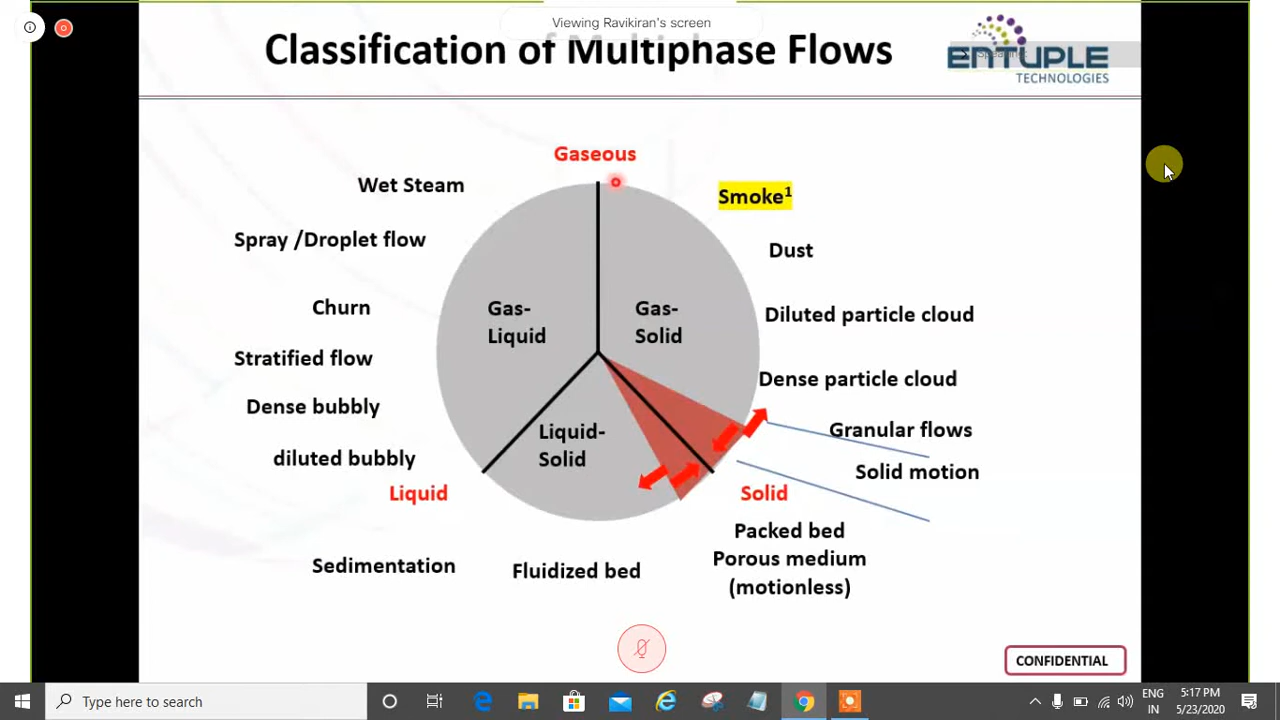 Viewing Ravikiran's screen
Classification of Multiphase Flows
ENTUPLE
TECHNOLOGIES
Gaseous
Wet Steam
Smoke¹
Spray /Droplet flow
Dust
Churn
Gas-
Liquid
Gas-
Solid
Diluted particle cloud
Stratified flow
Dense particle cloud
Dense bubbly
Liquid-
Solid
Granular flows
diluted bubbly
Solid motion
Liquid
Solid
Packed bed
Porous medium
(motionless)
Sedimentation
Fluidized bed
CONFIDENTIAL
Type here to search
ENG
IN
5:17 PM
5/23/2020